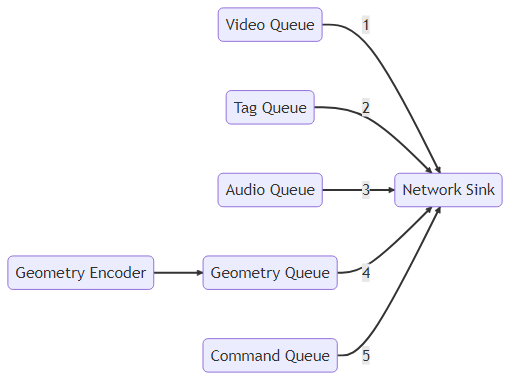 Video Queue
1
Tag Queue
2
Audio Queue
3
Network Sink
Geometry Encoder
Geometry Queue
4
Command Queue
5